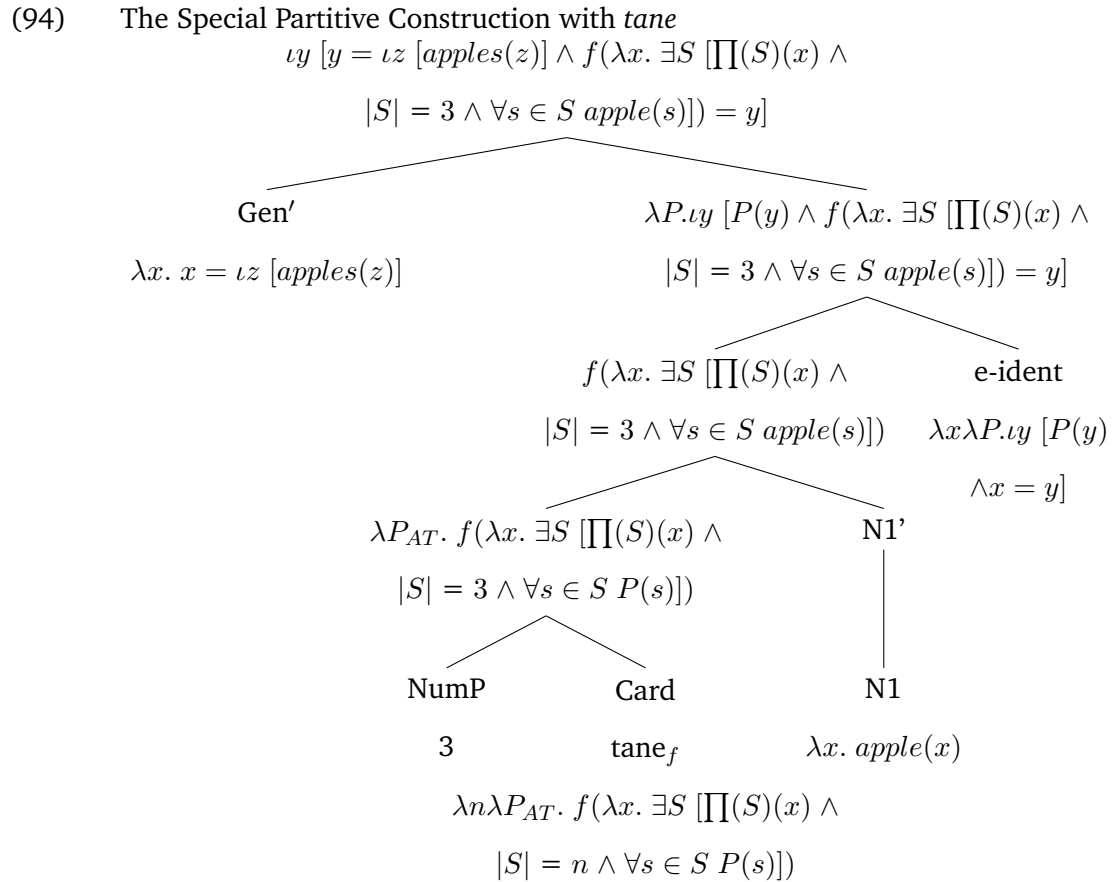 (94) The Special Partitive Construction with tane
ιy [y = ιz [apples(z)] ∧ f(λx. ∃S [∏(S)(x) ∧
|S| = 3 ∧ ∀s ∈ S apple(s)]) = y]
Gen′
λx. x = ιz [apples(z)]
λP.ιy [P(y) ∧ f(λx. ∃S [∏(S)(x) ∧
|S| = 3 ∧ ∀s ∈ S apple(s)]) = y]
f(λx. ∃S [∏(S)(x) ∧
|S| = 3 ∧ ∀s ∈ S apple(s)])
e-ident
λxλP.ιy [P(y)
∧x = y]
λP_AT. f(λx. ∃S [∏(S)(x) ∧
|S| = 3 ∧ ∀s ∈ S P(s)])
N1'
NumP
3
Card
tane_f
λnλP_AT. f(λx. ∃S [∏(S)(x) ∧
|S| = n ∧ ∀s ∈ S P(s)])
N1
λx. apple(x)